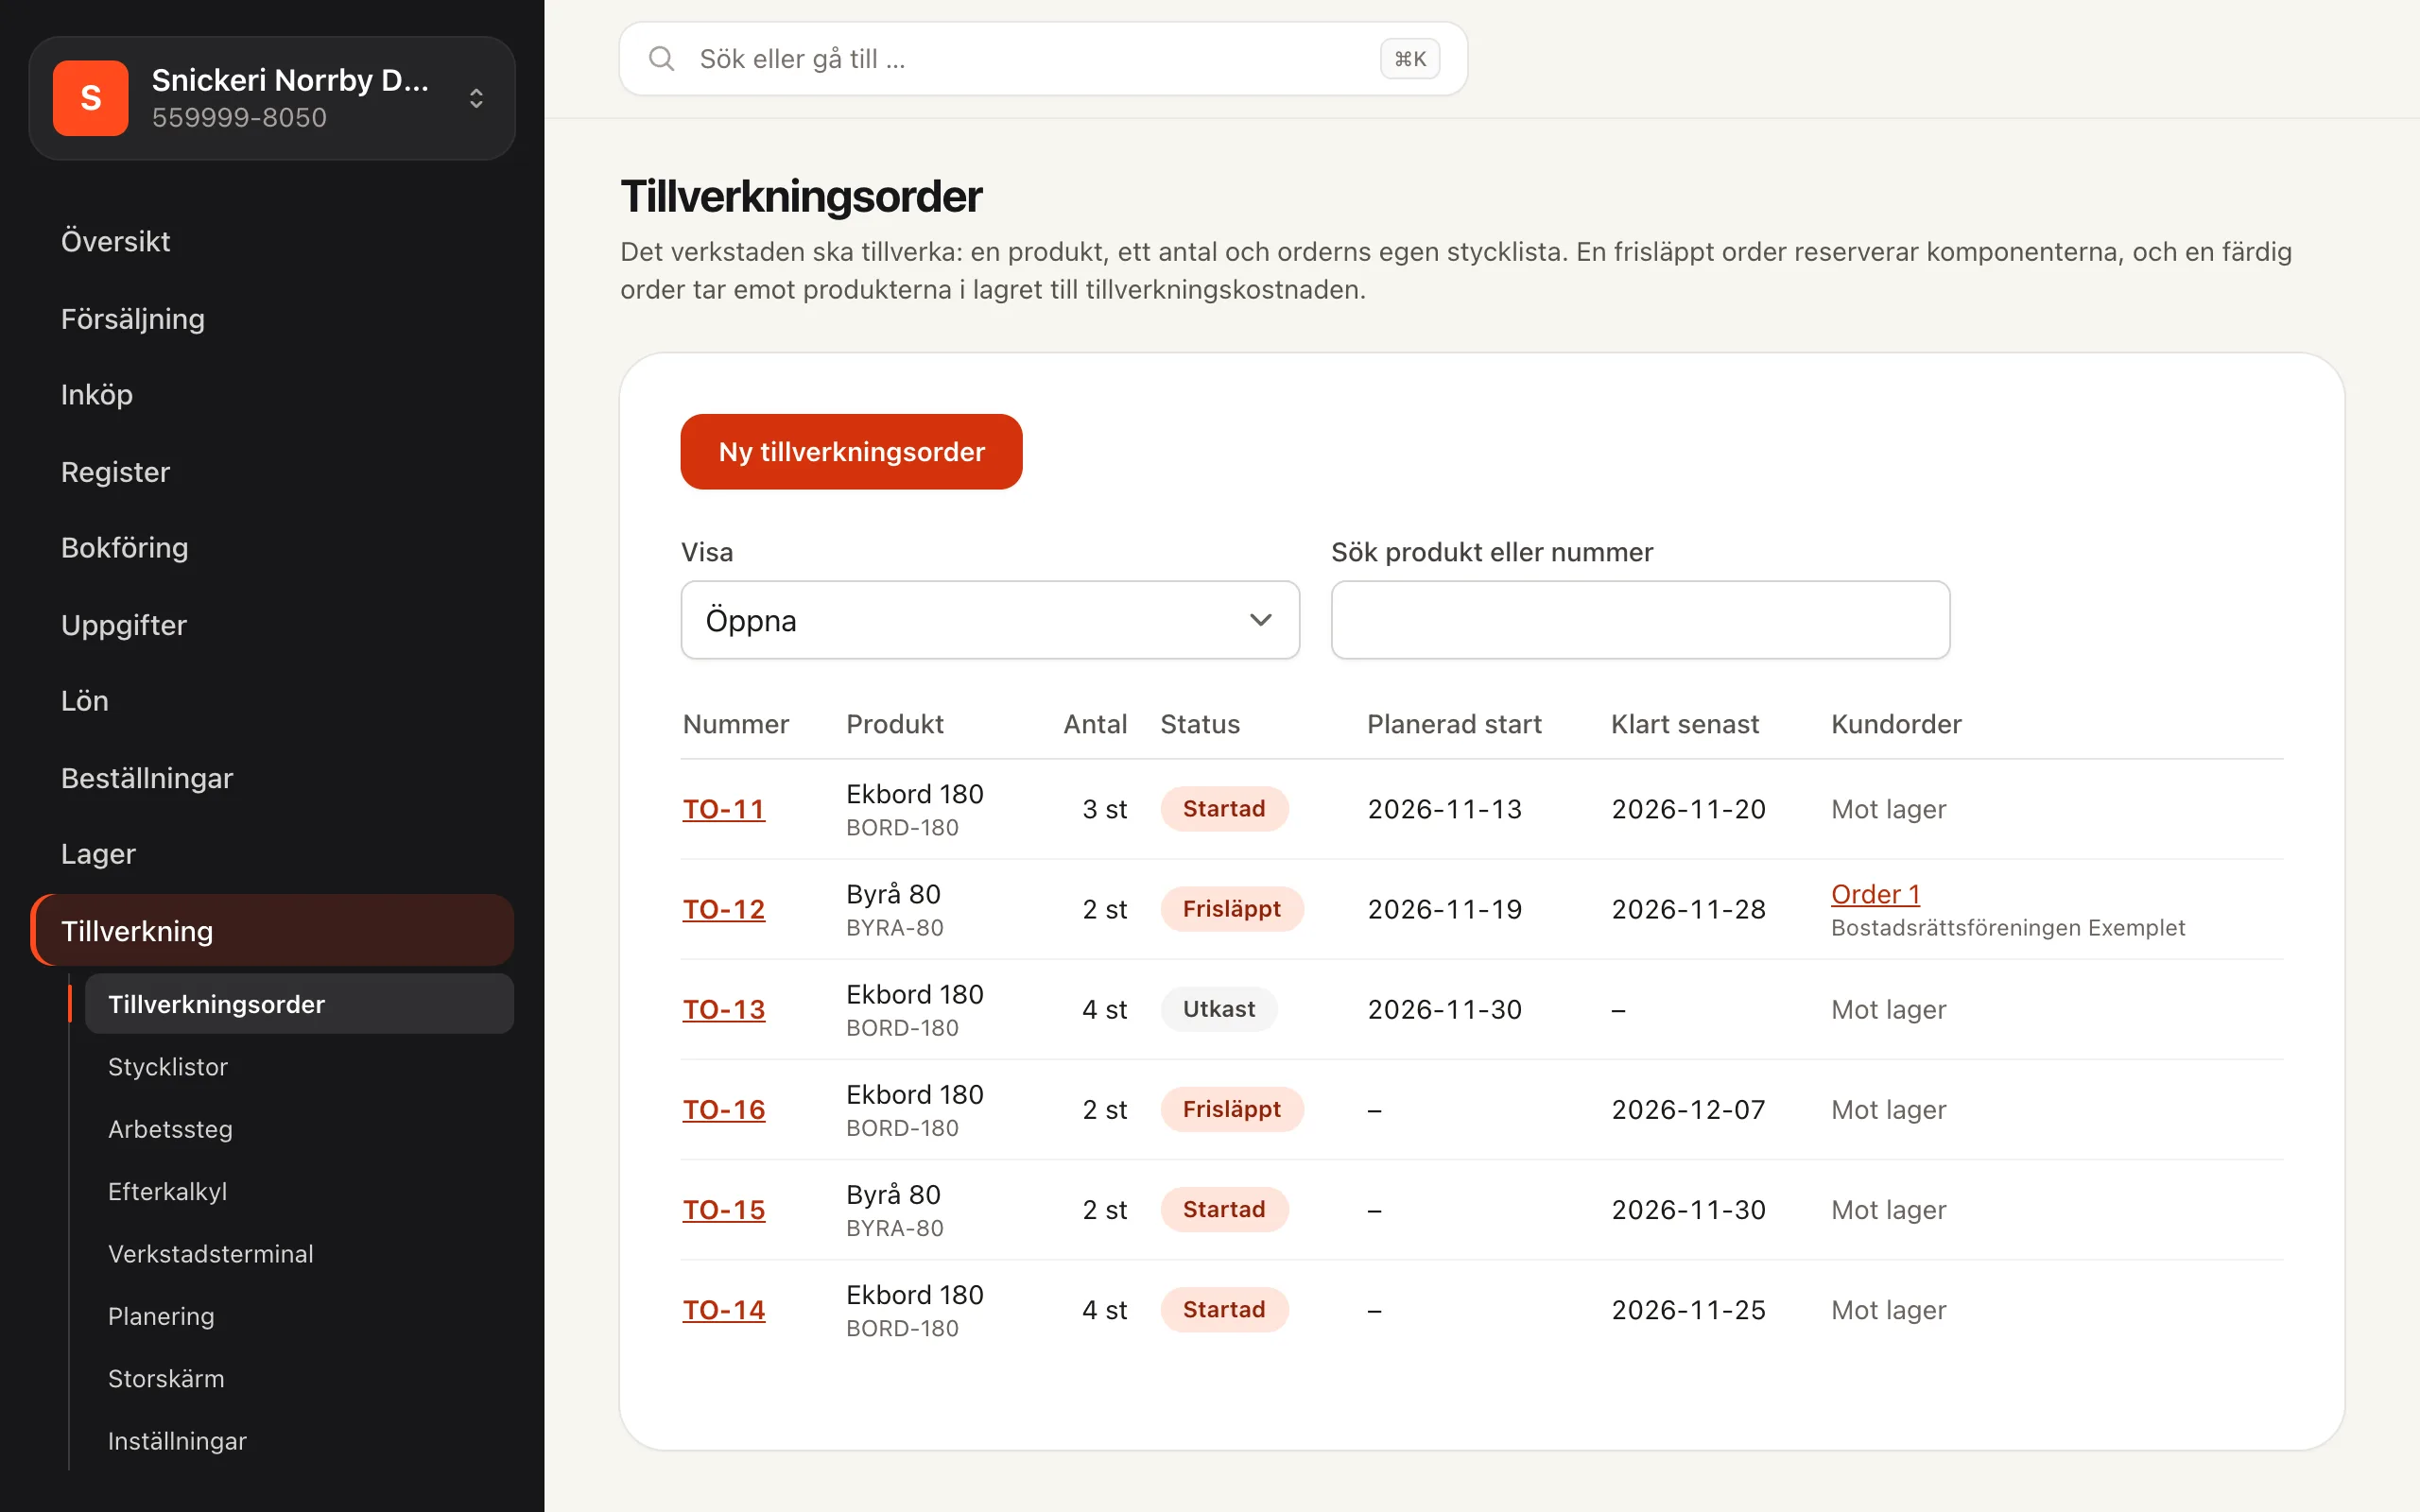 S
Snickeri Norrby D...
559999-8050
Översikt
Försäljning
Inköp
Register
Bokföring
Uppgifter
Lön
Beställningar
Lager
Tillverkning
Tillverkningsorder
Stycklistor
Arbetssteg
Efterkalkyl
Verkstadsterminal
Planering
Storskärm
Inställningar
Sök eller gå till ...
⌘K
Tillverkningsorder
Det verkstaden ska tillverka: en produkt, ett antal och orderns egen stycklista. En frisläppt order reserverar komponenterna, och en färdig
order tar emot produkterna i lagret till tillverkningskostnaden.
Ny tillverkningsorder
Visa
Öppna
Sök produkt eller nummer
Nummer Produkt Antal Status Planerad start Klart senast Kundorder
TO-11 Ekbord 180 3 st Startad 2026-11-13 2026-11-20 Mot lager
BORD-180
TO-12 Byrå 80 2 st Frisläppt 2026-11-19 2026-11-28 Order 1
BYRA-80 Bostadsrättsföreningen Exemplet
TO-13 Ekbord 180 4 st Utkast 2026-11-30 – Mot lager
BORD-180
TO-16 Ekbord 180 2 st Frisläppt – 2026-12-07 Mot lager
BORD-180
TO-15 Byrå 80 2 st Startad – 2026-11-30 Mot lager
BYRA-80
TO-14 Ekbord 180 4 st Startad – 2026-11-25 Mot lager
BORD-180